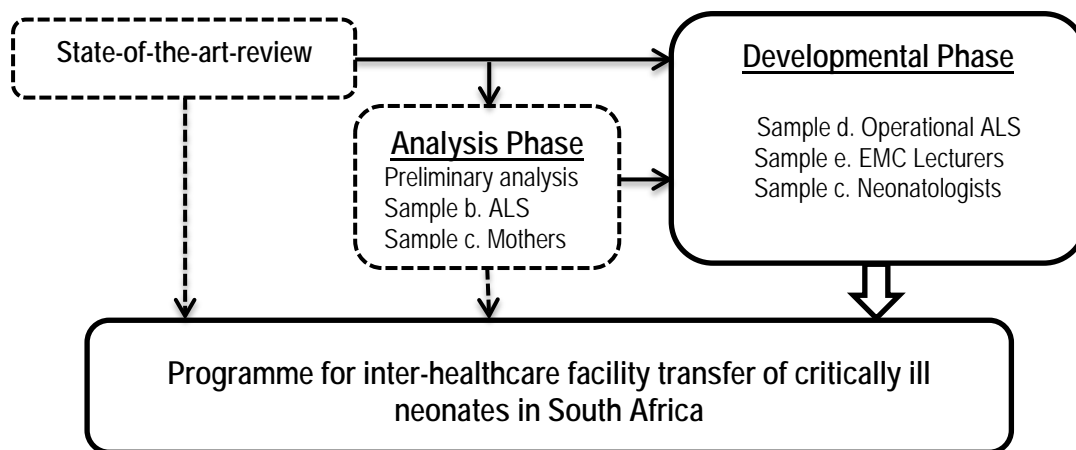 State-of-the-art-review
Analysis Phase
Preliminary analysis
Sample b. ALS
Sample c. Mothers
Developmental Phase
Sample d. Operational ALS
Sample e. EMC Lecturers
Sample c. Neonatologists
Programme for inter-healthcare facility transfer of critically ill
neonates in South Africa